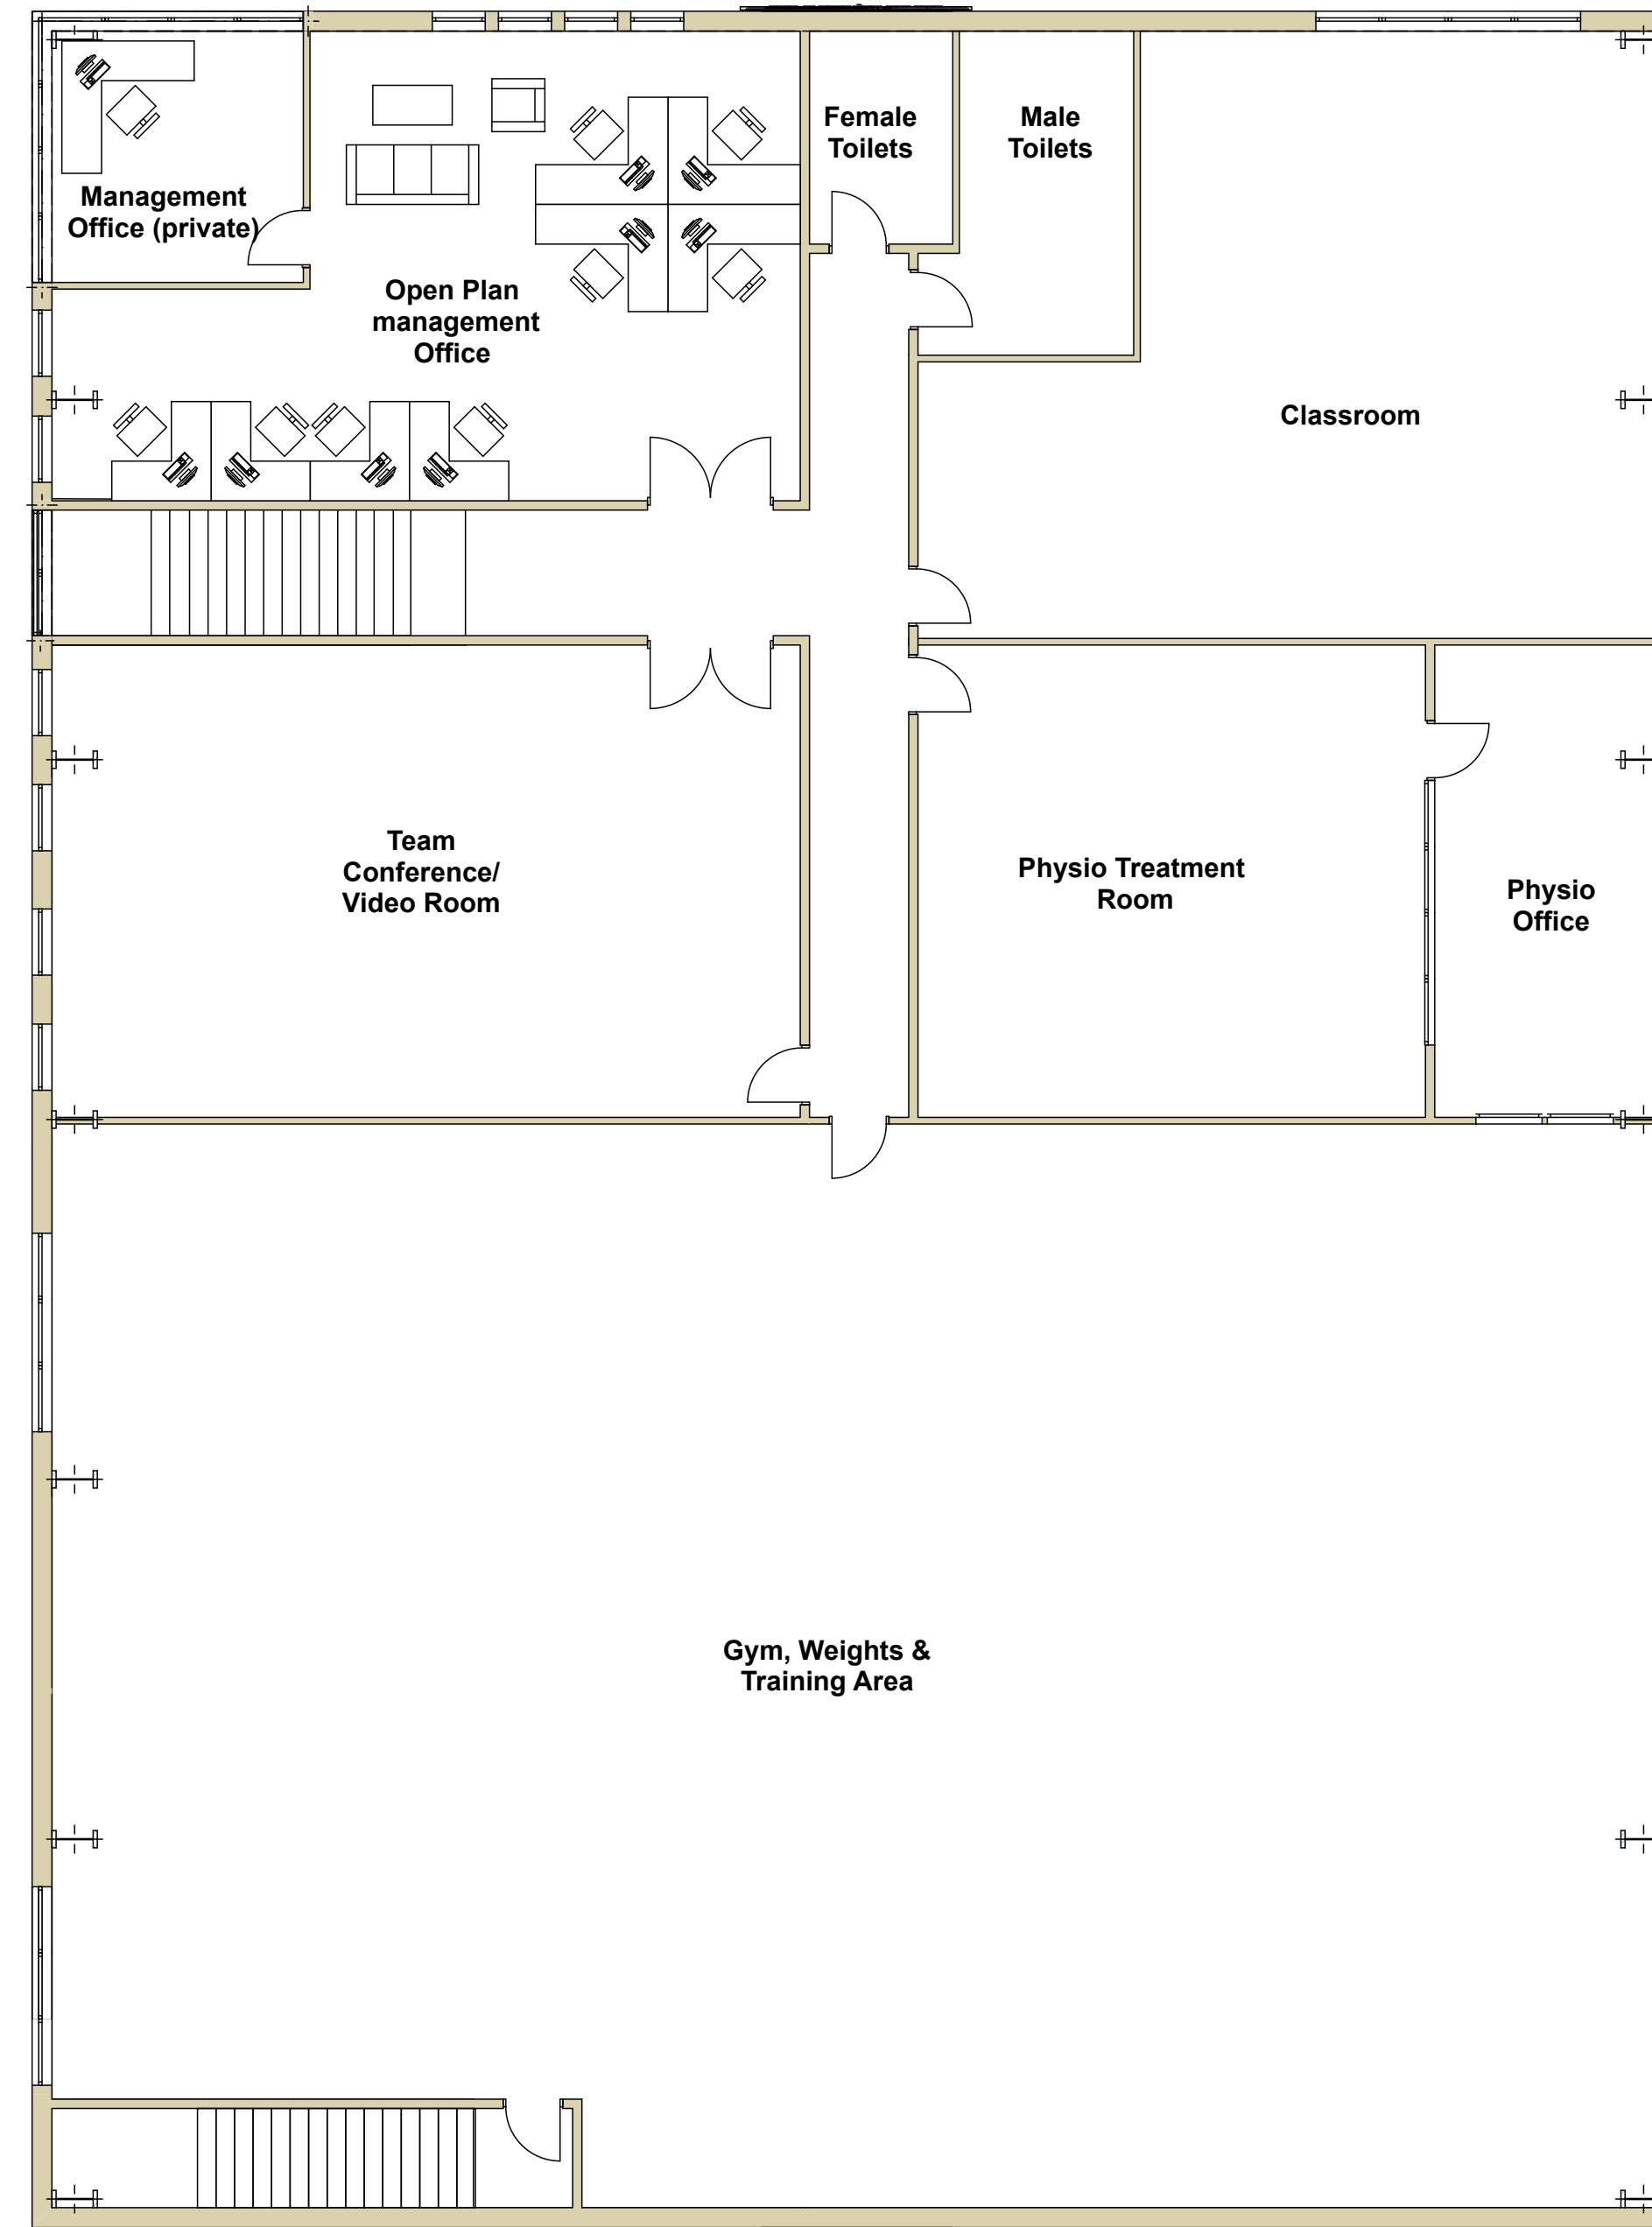 Management
Office (private)
Open Plan
management
Office
Female
Toilets
Male
Toilets
Classroom
Team
Conference/
Video Room
Physio Treatment
Room
Physio
Office
Gym, Weights &
Training Area